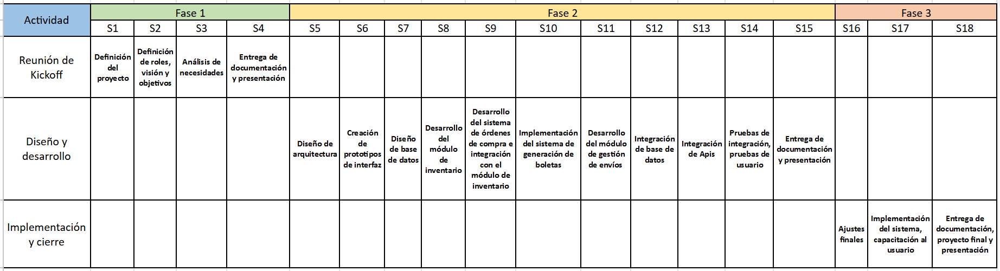 Actividad
Fase 1
Fase 2
Fase 3
S1
S2
S3
S4
S5
S6
S7
S8
S9
S10
S11
S12
S13
S14
S15
S16
S17
S18
Reunión de
Kickoff
Definición
del
proyecto
Definición
de roles,
visión y
objetivos
Análisis de
necesidades
Entrega de
documentación
y presentación
Diseño y
desarrollo
Diseño de
arquitectura
Creación
de
prototipos
de interfaz
Diseño
de base
de datos
Desarrollo
del
módulo
de
inventario
Desarrollo
del sistema
de órdenes
de compra e
integración
con el
módulo de
inventario
Implementación
del sistema de
generación de
boletas
Desarrollo
del módulo
de gestión
de envíos
Integración
de base de
datos
Integración
de Apis
Pruebas de
integración,
pruebas de
usuario
Entrega de
documentación
y presentación
Implementación
y cierre
Ajustes
finales
Implementación
del sistema,
capacitación al
usuario
Entrega de
documentación,
proyecto final y
presentación